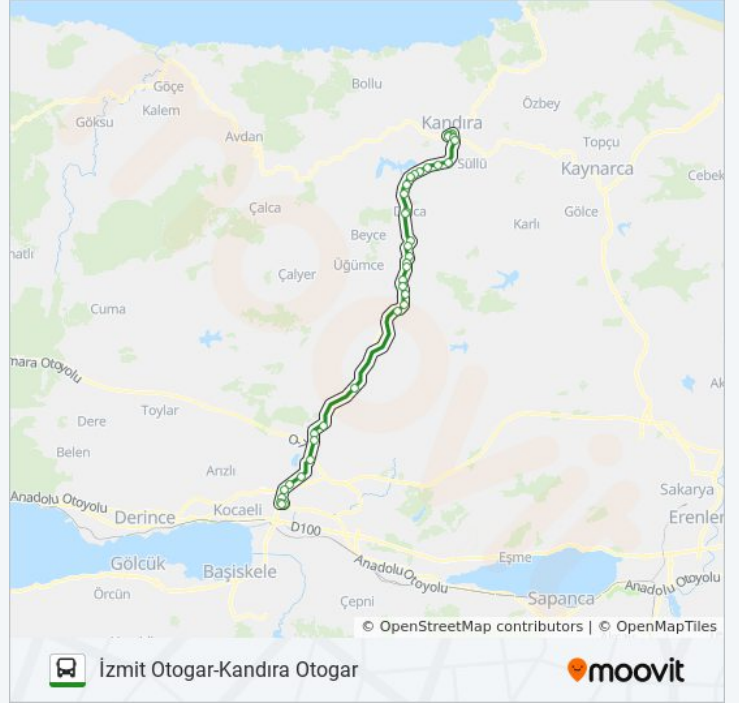 Göçe
Bollu
Kalem
Göksu
Kandıra
Özbey
Avdan
Topçu
Süllü
Kaynarca
Cebek
Çalca
Gölce
Karlı
Beyce
Üğümce
Çalyer
Cuma
mara Otoyolu
Toylar
Dere
Belen
Arızlı
Sakarya
Anadolu Otoyolu
Kocaeli
Derince
Erenler
D100
Eşme
Gölcük
Başiskele
Anadolu Otoyolu
Anadolu Otoyolu
Örcün
Çepni
Sapanca
© OpenStreetMap contributors | © OpenMapTiles
İzmit Otogar-Kandıra Otogar
moovit